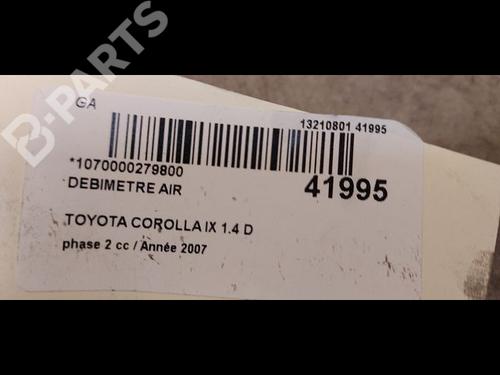 B-PARTS
GA
13210801 41995
*1070000279800
DEBIMETRE AIR
41995
TOYOTA COROLLA IX 1.4 D
phase 2 cc / Année 2007